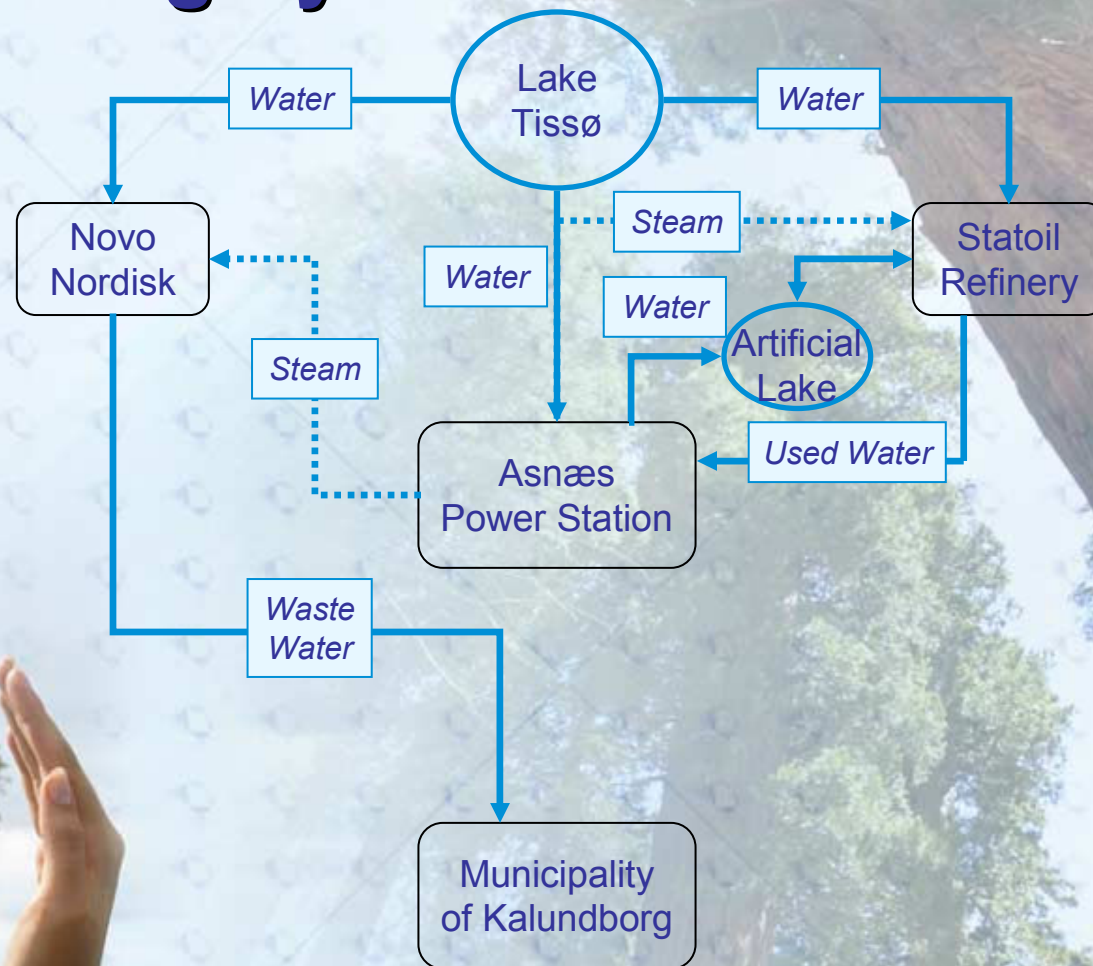 Lake
Tissø
Water
Water
Novo
Nordisk
Steam
Statoil
Refinery
Water
Water
Artificial
Lake
Steam
Used Water
Asnæs
Power Station
Waste
Water
Municipality
of Kalundborg